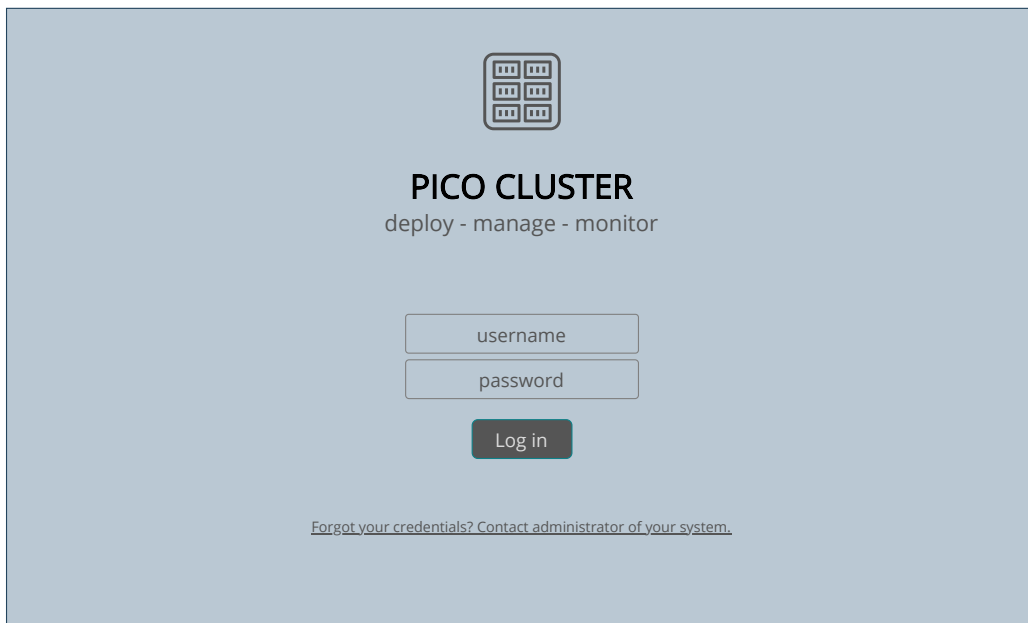 PICO CLUSTER
deploy - manage - monitor
username
password
Log in
Forgot your credentials? Contact administrator of your system.